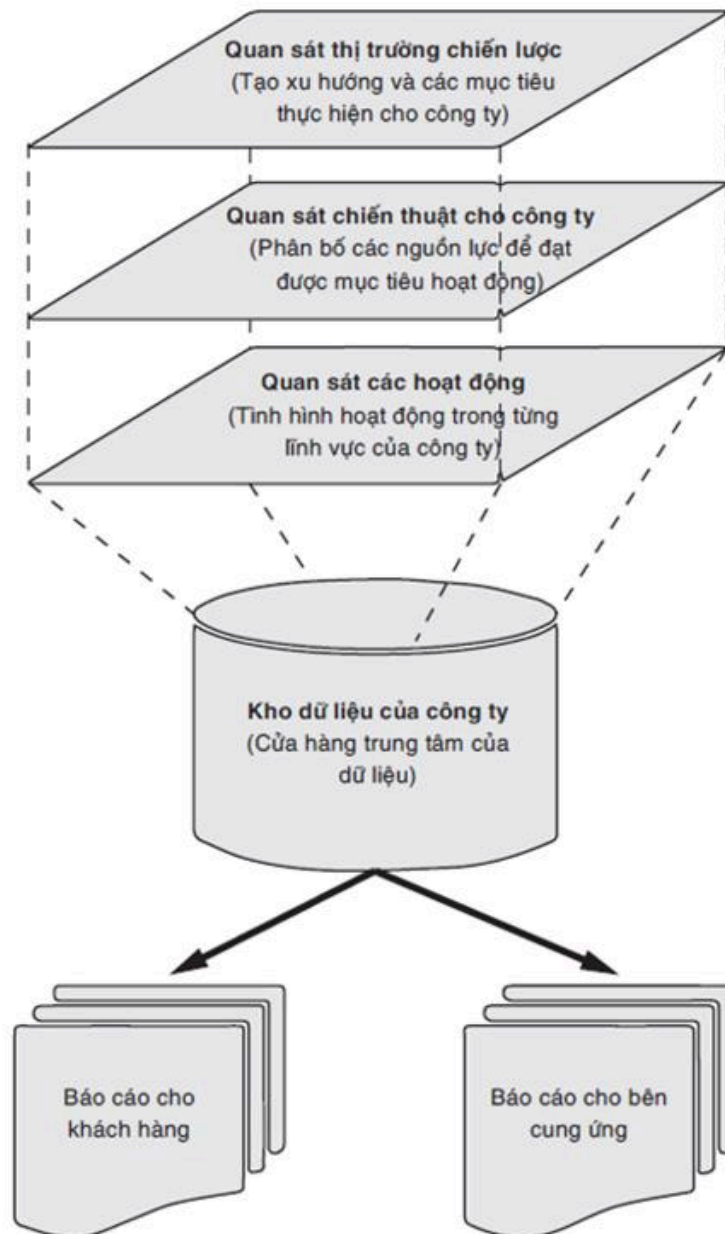 Quan sát thị trường chiến lược
(Tạo xu hướng và các mục tiêu
thực hiện cho công ty)
Quan sát chiến thuật cho công ty
(Phân bố các nguồn lực để đạt
được mục tiêu hoạt động)
Quan sát các hoạt động
(Tình hình hoạt động trong từng
lĩnh vực của công ty)
Kho dữ liệu của công ty
(Cửa hàng trung tâm của
dữ liệu)
Báo cáo cho
khách hàng
Báo cáo cho bên
cung ứng